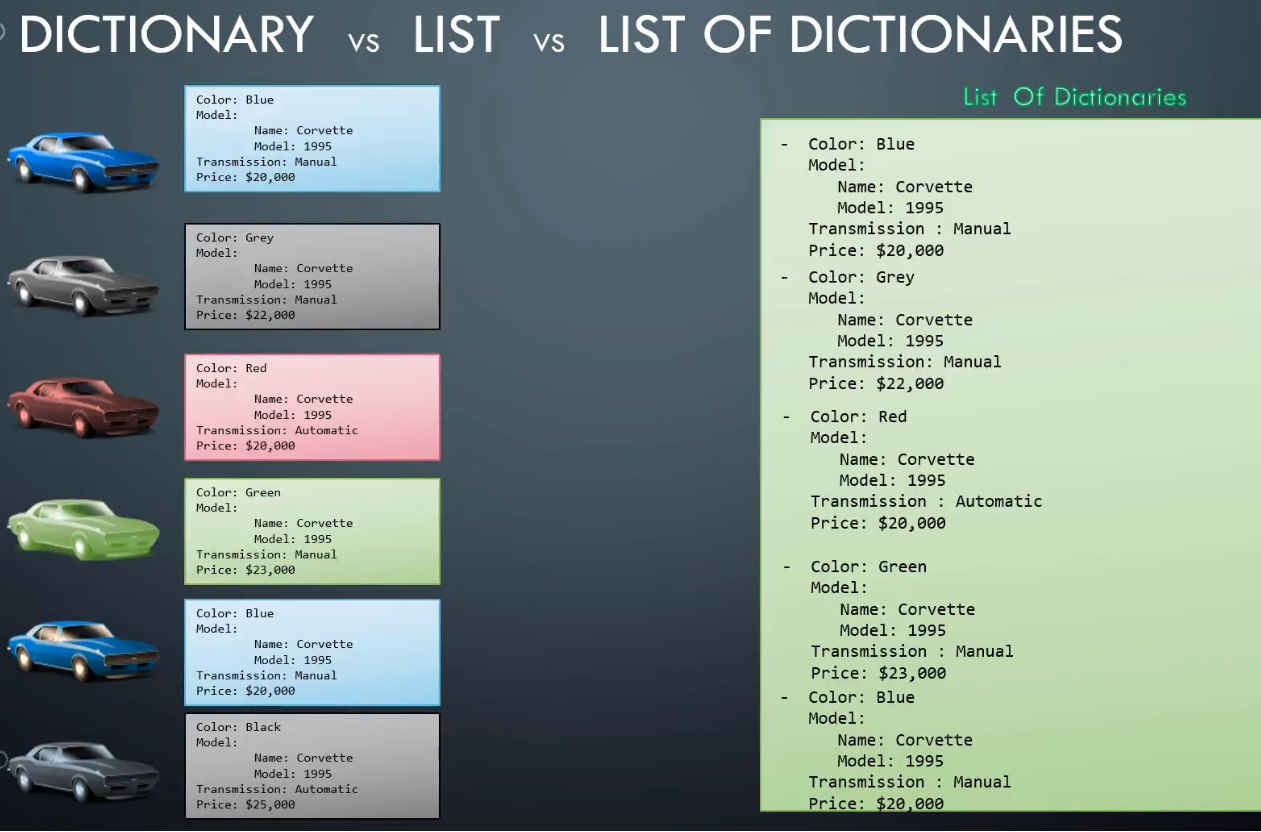 DICTIONARY vs LIST vs LIST OF DICTIONARIES
Color: Blue
Model:
Name: Corvette
Model: 1995
Transmission: Manual
Price: $20,000
Color: Grey
Model:
Name: Corvette
Model: 1995
Transmission: Manual
Price: $22,000
Color: Red
Model:
Name: Corvette
Model: 1995
Transmission: Automatic
Price: $20,000
Color: Green
Model:
Name: Corvette
Model: 1995
Transmission: Manual
Price: $23,000
Color: Blue
Model:
Name: Corvette
Model: 1995
Transmission: Manual
Price: $20,000
Color: Black
Model:
Name: Corvette
Model: 1995
Transmission: Automatic
Price: $25,000
List Of Dictionaries
- Color: Blue
Model:
Name: Corvette
Model: 1995
Transmission : Manual
Price: $20,000
- Color: Grey
Model:
Name: Corvette
Model: 1995
Transmission: Manual
Price: $22,000
- Color: Red
Model:
Name: Corvette
Model: 1995
Transmission : Automatic
Price: $20,000
- Color: Green
Model:
Name: Corvette
Model: 1995
Transmission : Manual
Price: $23,000
- Color: Blue
Model:
Name: Corvette
Model: 1995
Transmission : Manual
Price: $20,000